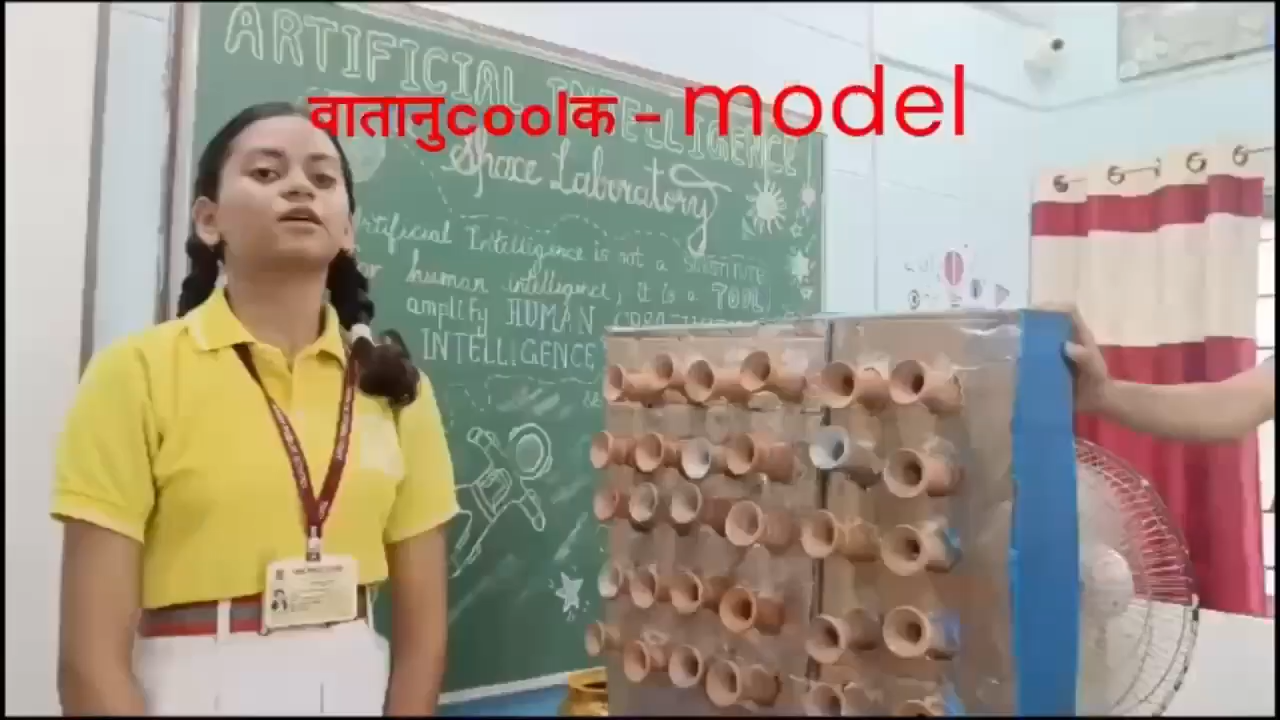 ARTIFICIAL INTELLIGENCE
वातानुcoolक - model
Space Laboratory
Artificial Intelligence is not a substitute
for human intelligence, it is a TOOL
amplify HUMAN
INTELLIGENCE